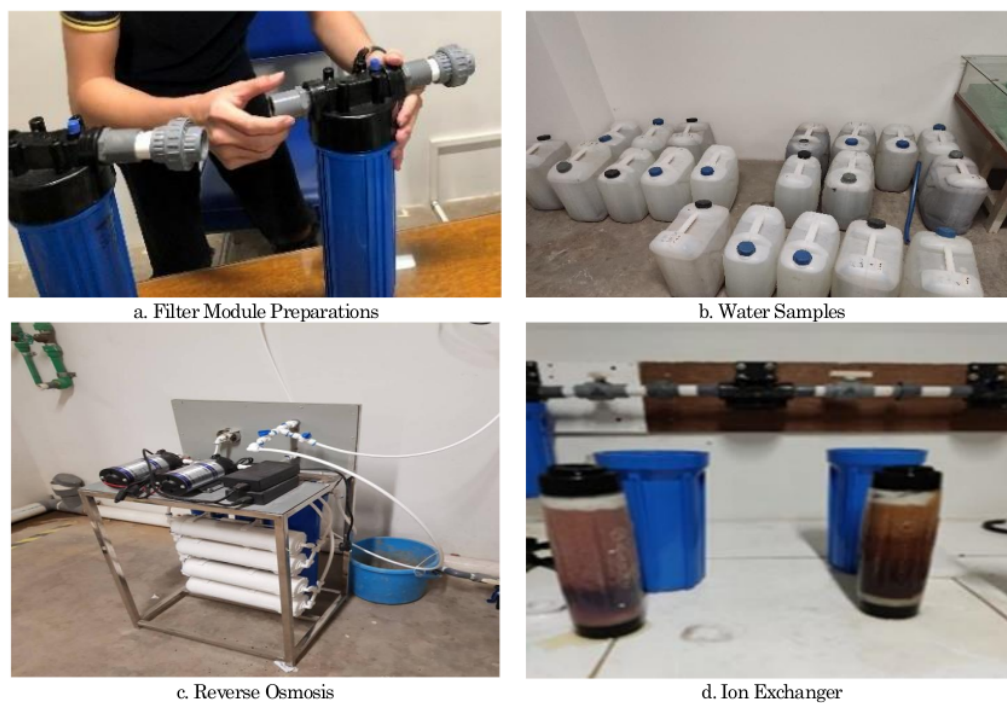 a. Filter Module Preparations
b. Water Samples
c. Reverse Osmosis
d. Ion Exchanger